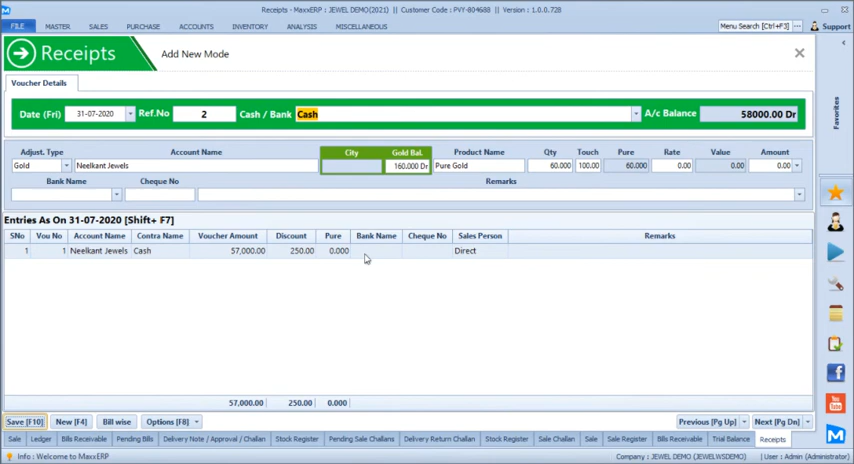 Receipts - MaxxERP : JEWEL DEMO(2021) || Customer Code : PVY-804688 || Version : 1.0.0.728
FILE MASTER SALES PURCHASE ACCOUNTS INVENTORY ANALYSIS MISCELLANEOUS Menu Search [Ctrl+F3] ... Support
Receipts Add New Mode
Favorites
Voucher Details
Date (Fri) 31-07-2020 Ref.No 2 Cash / Bank Cash A/c Balance 58000.00 Dr
Adjust. Type Account Name City Gold Bal. Product Name Qty Touch Pure Rate Value Amount
Gold Neelkant Jewels 160.000 Dr Pure Gold 60.000 100.00 60.000 0.00 0.00 0.00
Bank Name Cheque No Remarks
Entries As On 31-07-2020 [Shift+ F7]
SNo Vou No Account Name Contra Name Voucher Amount Discount Pure Bank Name Cheque No Sales Person Remarks
1 1 Neelkant Jewels Cash 57,000.00 250.00 0.000 Direct
57,000.00 250.00 0.000
Save [F10] New [F4] Bill wise Options [F8] Previous [Pg Up] Next [Pg Dn]
Sale Ledger Bills Receivable Pending Bills Delivery Note / Approval / Challan Stock Register Pending Sale Challans Delivery Return Challan Stock Register Sale Challan Sale Sale Register Bills Receivable Trial Balance Receipts
Info : Welcome to MaxxERP Company : JEWEL DEMO (JEWELWSDEMO) | User : Admin (Administrator)
You Tube